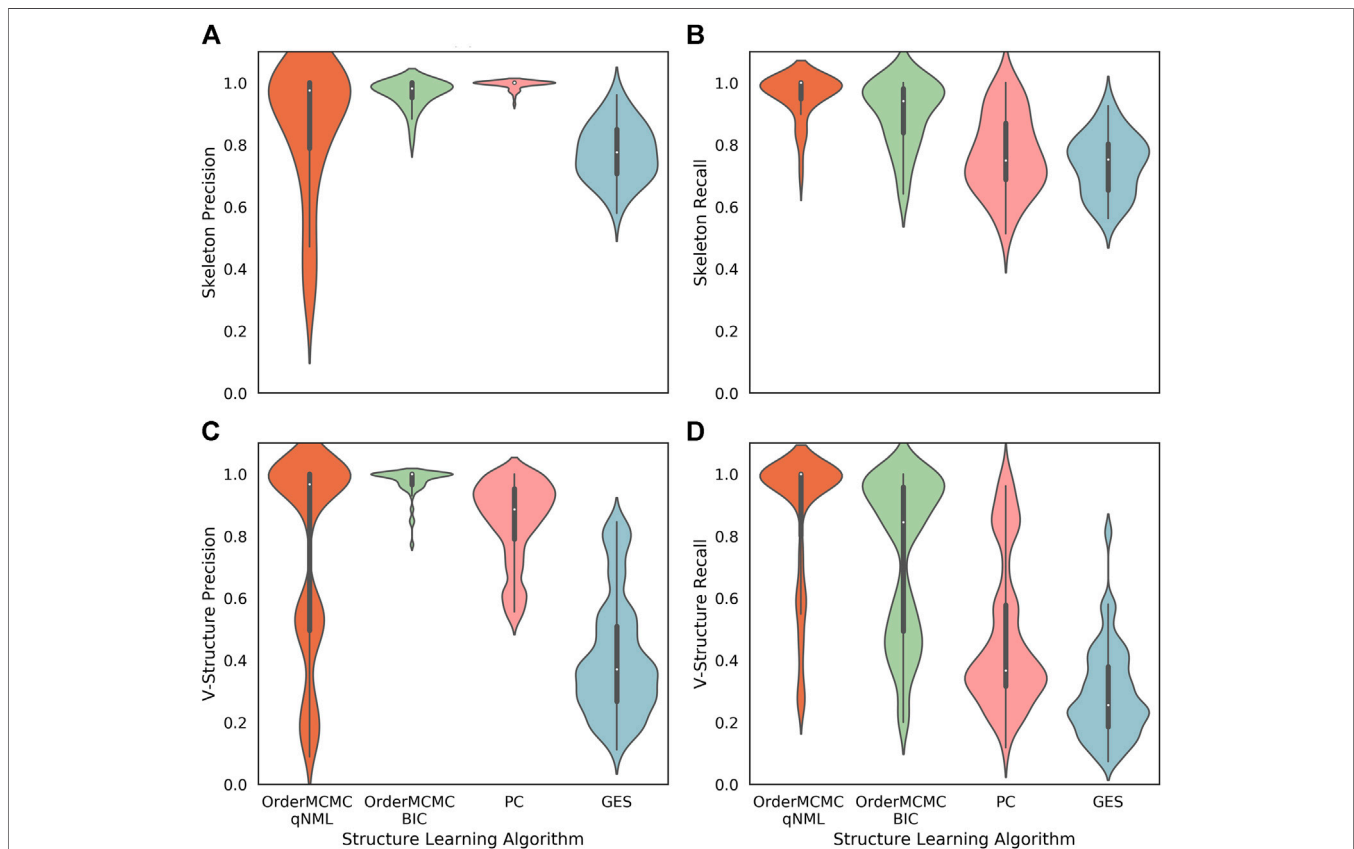 A
B
Skeleton Precision
1.0
0.8
0.6
0.4
0.2
0.0
Skeleton Recall
1.0
0.8
0.6
0.4
0.2
0.0
C
D
V-Structure Precision
1.0
0.8
0.6
0.4
0.2
0.0
OrderMCMC
qNML
OrderMCMC
BIC
PC
GES
Structure Learning Algorithm
V-Structure Recall
1.0
0.8
0.6
0.4
0.2
0.0
OrderMCMC
qNML
OrderMCMC
BIC
PC
GES
Structure Learning Algorithm